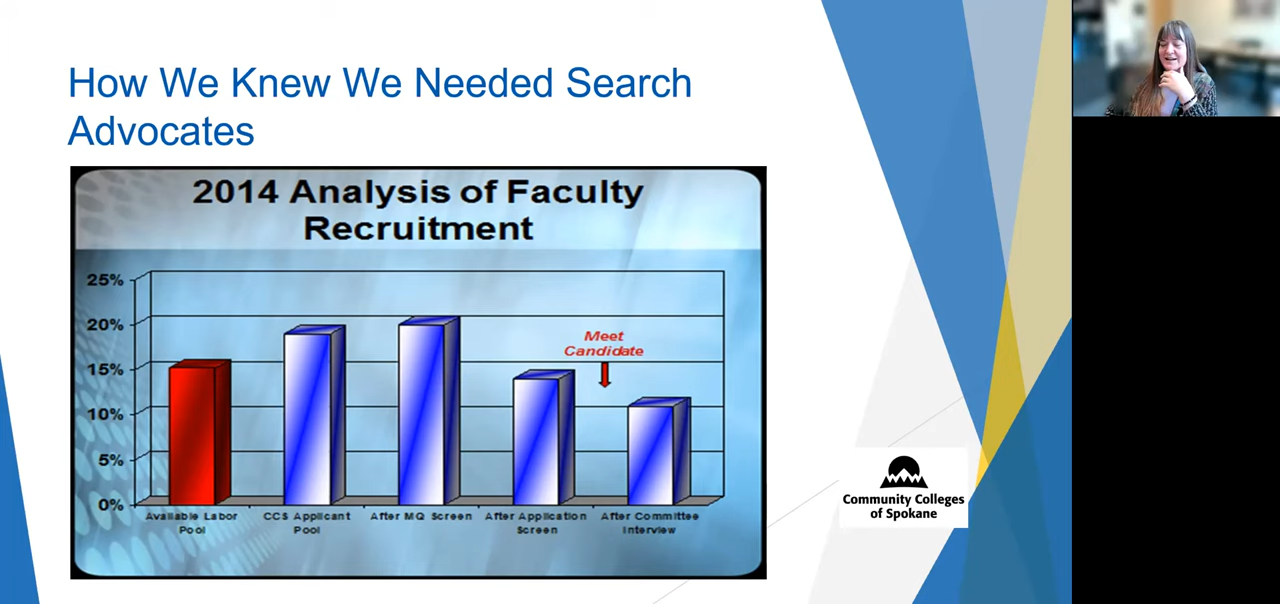 How We Knew We Needed Search
Advocates
2014 Analysis of Faculty
Recruitment
25%
20%
15%
10%
5%
0%
Meet
Candidate
Available Labor
Pool
CCS Applicant
Pool
After MQ Screen
After Application
Screen
After Committee
Interview
Community Colleges
of Spokane